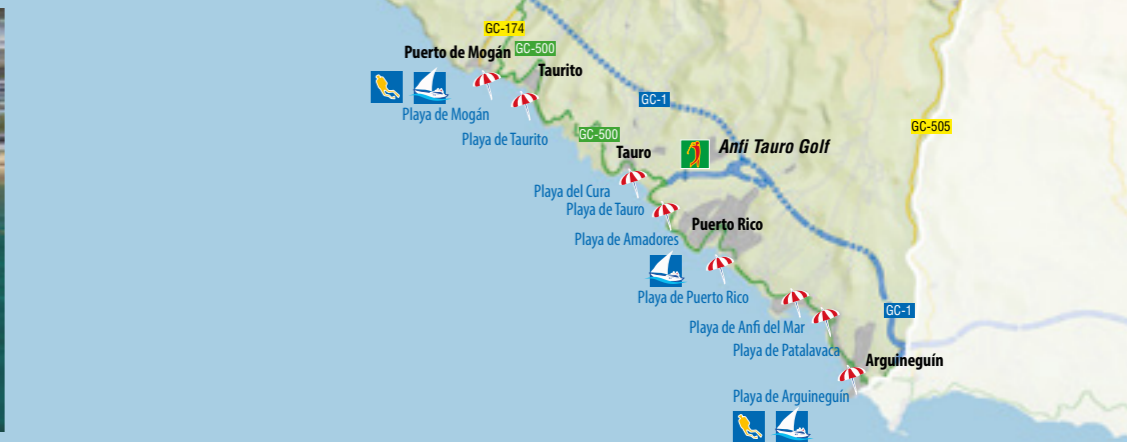 GC-174
Puerto de Mogán
GC-500
Taurito
Playa de Mogán
GC-1
Playa de Taurito
GC-500
GC-505
Tauro
Anfi Tauro Golf
Playa del Cura
Playa de Tauro
Puerto Rico
Playa de Amadores
Playa de Puerto Rico
GC-1
Playa de Anfi del Mar
Playa de Patalavaca
Arguineguín
Playa de Arguineguín